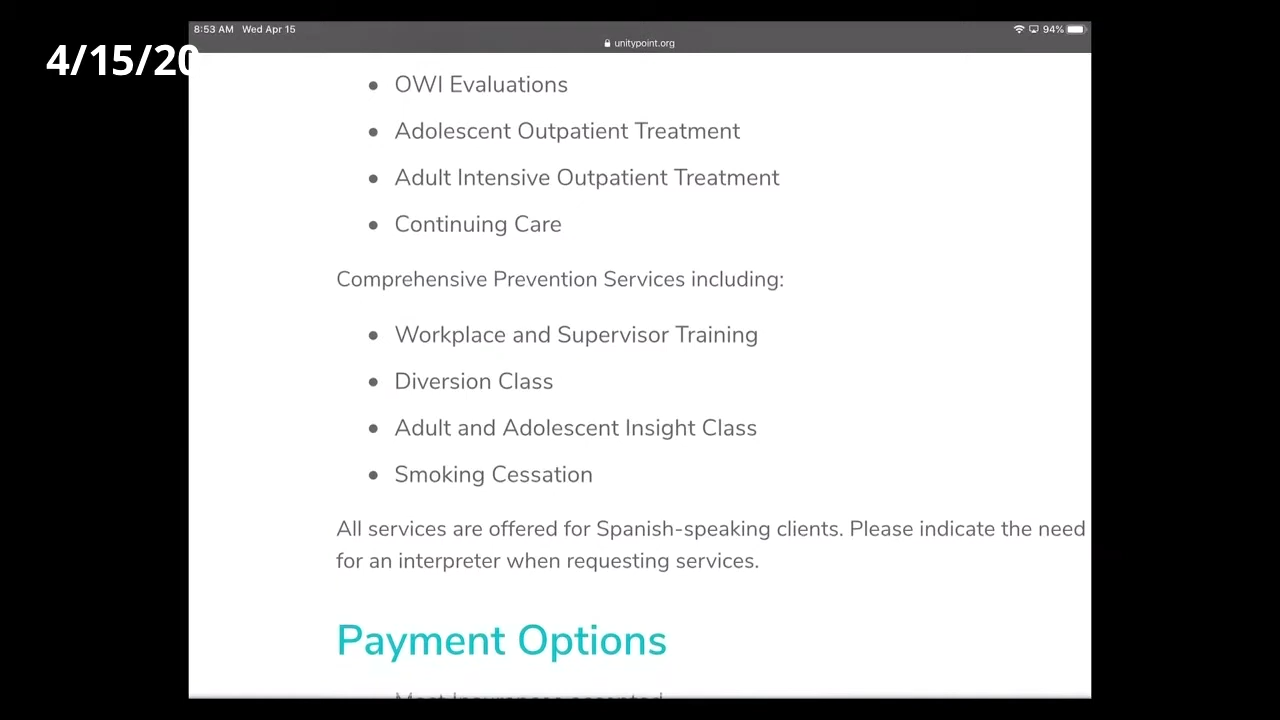 8:53 AM Wed Apr 15
94%
unitypoint.org
4/15/20
• OWI Evaluations
• Adolescent Outpatient Treatment
• Adult Intensive Outpatient Treatment
• Continuing Care
Comprehensive Prevention Services including:
• Workplace and Supervisor Training
• Diversion Class
• Adult and Adolescent Insight Class
• Smoking Cessation
All services are offered for Spanish-speaking clients. Please indicate the need
for an interpreter when requesting services.
Payment Options
Most Insurances accepted